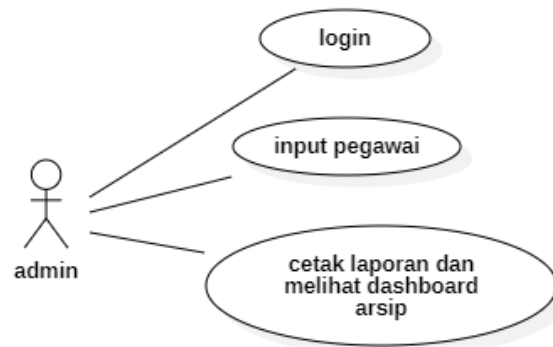 login
input pegawai
admin
cetak laporan dan
melihat dashboard
arsip